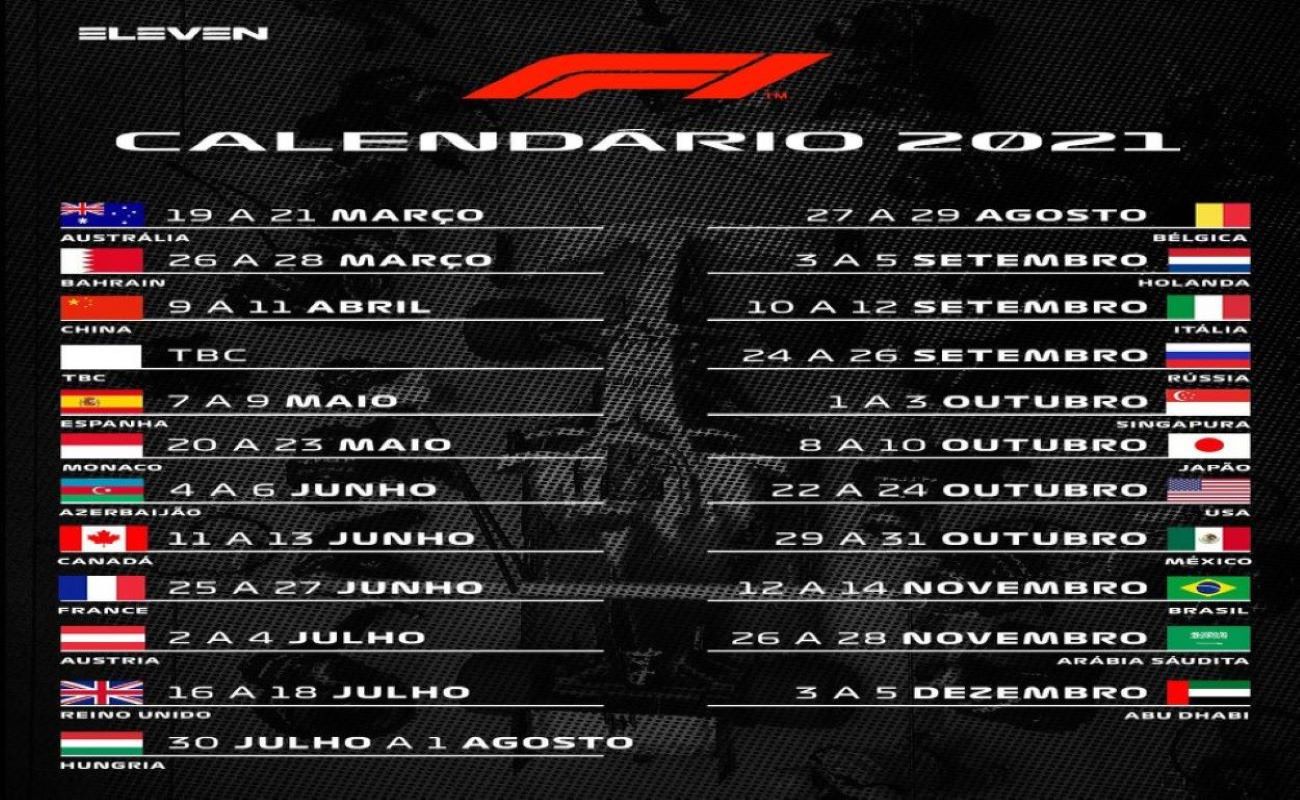 ELEVEN
F1 TM
CALENDÁRIO 2021
19 A 21 MARÇO
AUSTRÁLIA
26 A 28 MARÇO
BAHRAIN
9 A 11 ABRIL
CHINA
TBC
TBC
7 A 9 MAIO
ESPANHA
20 A 23 MAIO
MONACO
4 A 6 JUNHO
AZERBAIJÃO
11 A 13 JUNHO
CANADÁ
25 A 27 JUNHO
FRANCE
2 A 4 JULHO
AUSTRIA
16 A 18 JULHO
REINO UNIDO
30 JULHO A 1 AGOSTO
HUNGRIA
27 A 29 AGOSTO
BÉLGICA
3 A 5 SETEMBRO
HOLANDA
10 A 12 SETEMBRO
ITÁLIA
24 A 26 SETEMBRO
RÚSSIA
1 A 3 OUTUBRO
SINGAPURA
8 A 10 OUTUBRO
JAPÃO
22 A 24 OUTUBRO
USA
29 A 31 OUTUBRO
MÉXICO
12 A 14 NOVEMBRO
BRASIL
26 A 28 NOVEMBRO
ARÁBIA SÁUDITA
3 A 5 DEZEMBRO
ABU DHABI